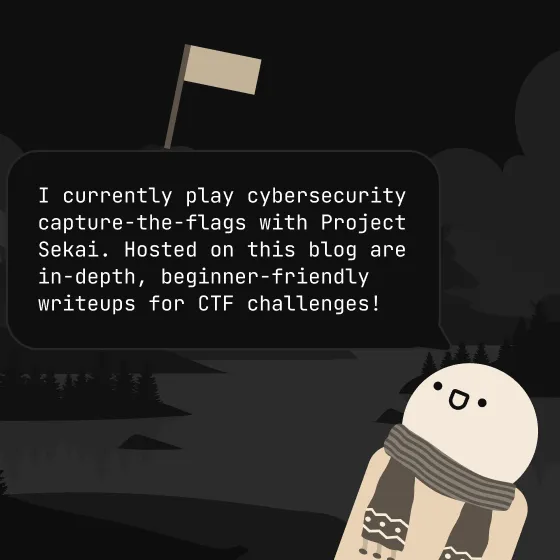 I currently play cybersecurity
capture-the-flags with Project
Sekai. Hosted on this blog are
in-depth, beginner-friendly
writeups for CTF challenges!